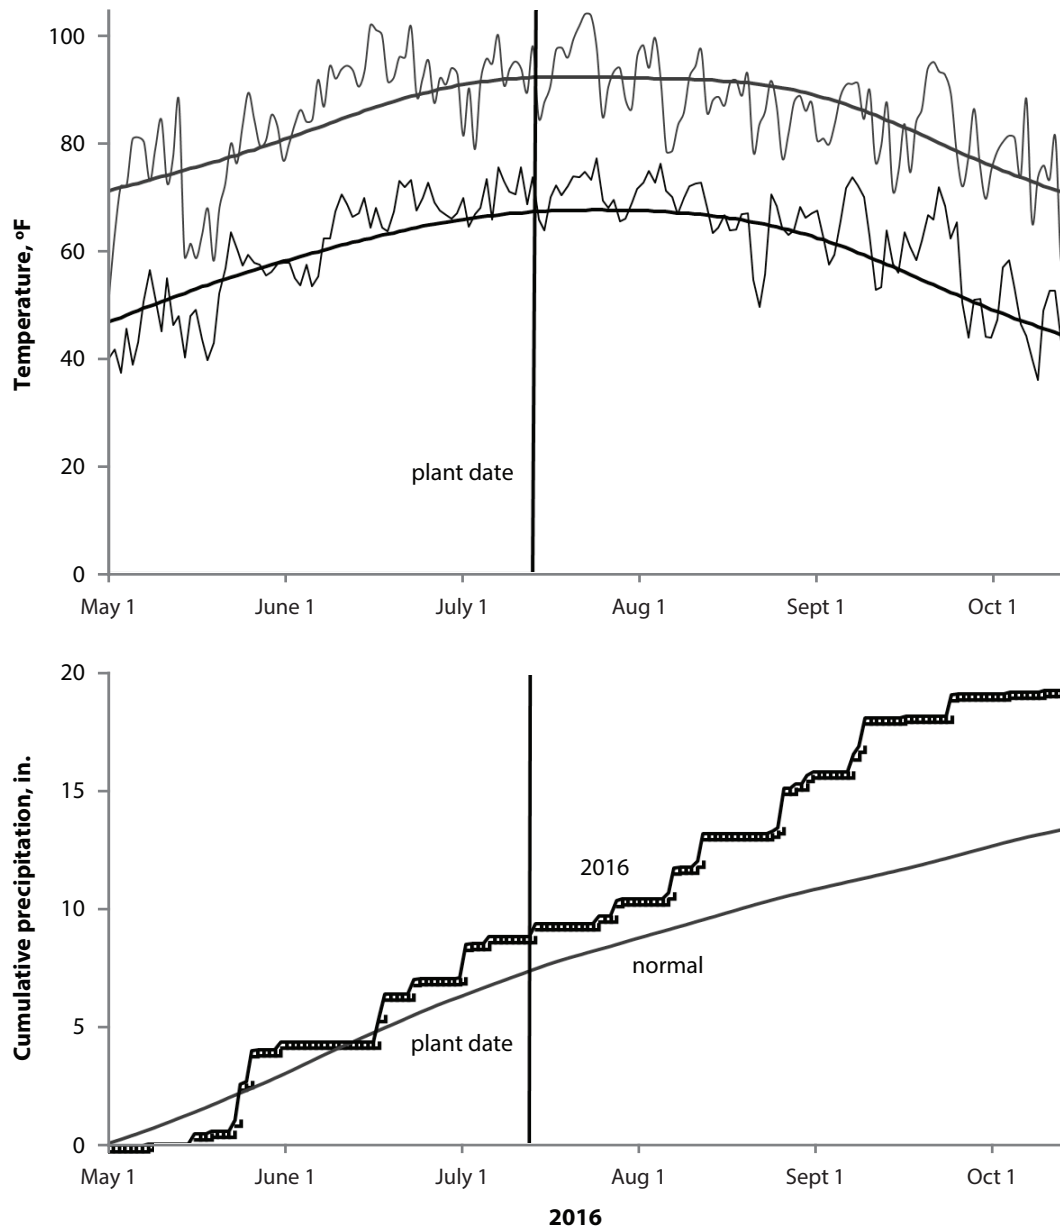 100
80
60
40
20
0
Temperature, ºF
plant date
May 1 June 1 July 1 Aug 1 Sept 1 Oct 1
20
15
10
5
0
Cumulative precipitation, in.
2016
normal
plant date
May 1 June 1 July 1 Aug 1 Sept 1 Oct 1
2016